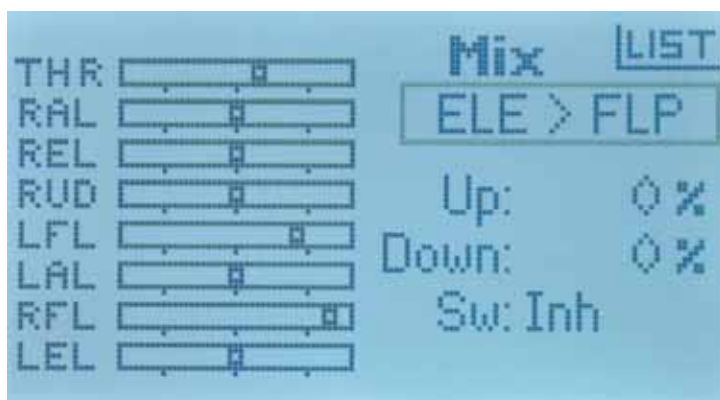 THR
RAL
REL
RUD
LFL
LAL
RFL
LEL
Mix
LIST
ELE > FLP
Up: 0 %
Down: 0 %
Sw: Inh